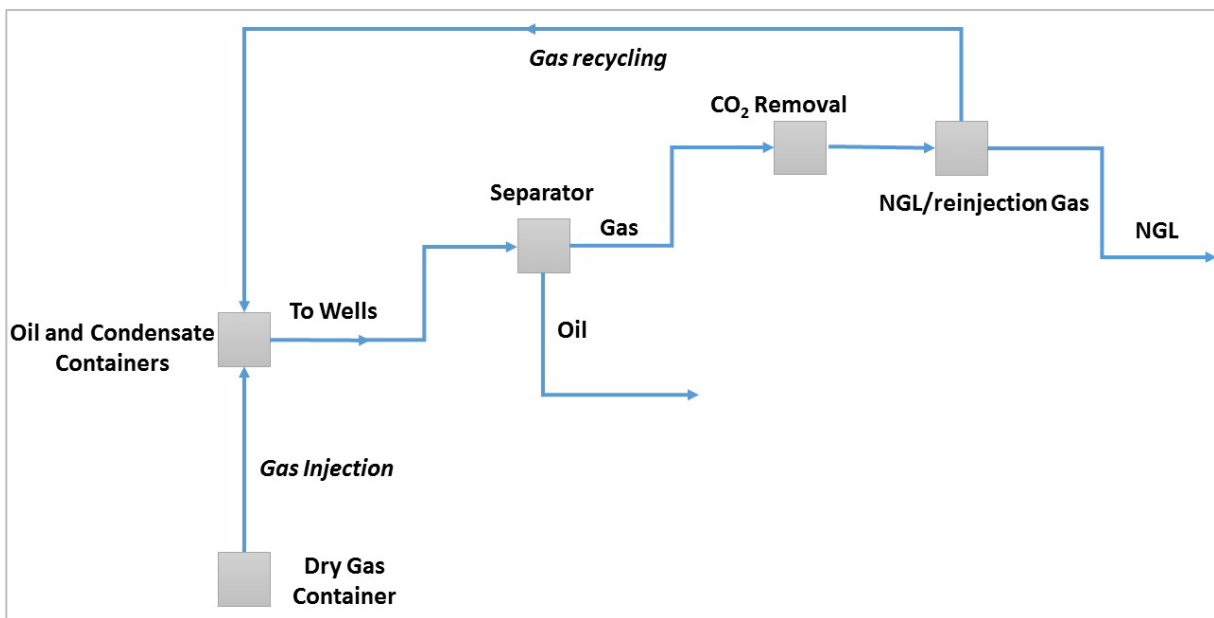 Gas recycling
CO₂ Removal
Separator
Gas
NGL/reinjection Gas
NGL
To Wells
Oil and Condensate
Containers
Oil
Gas Injection
Dry Gas
Container